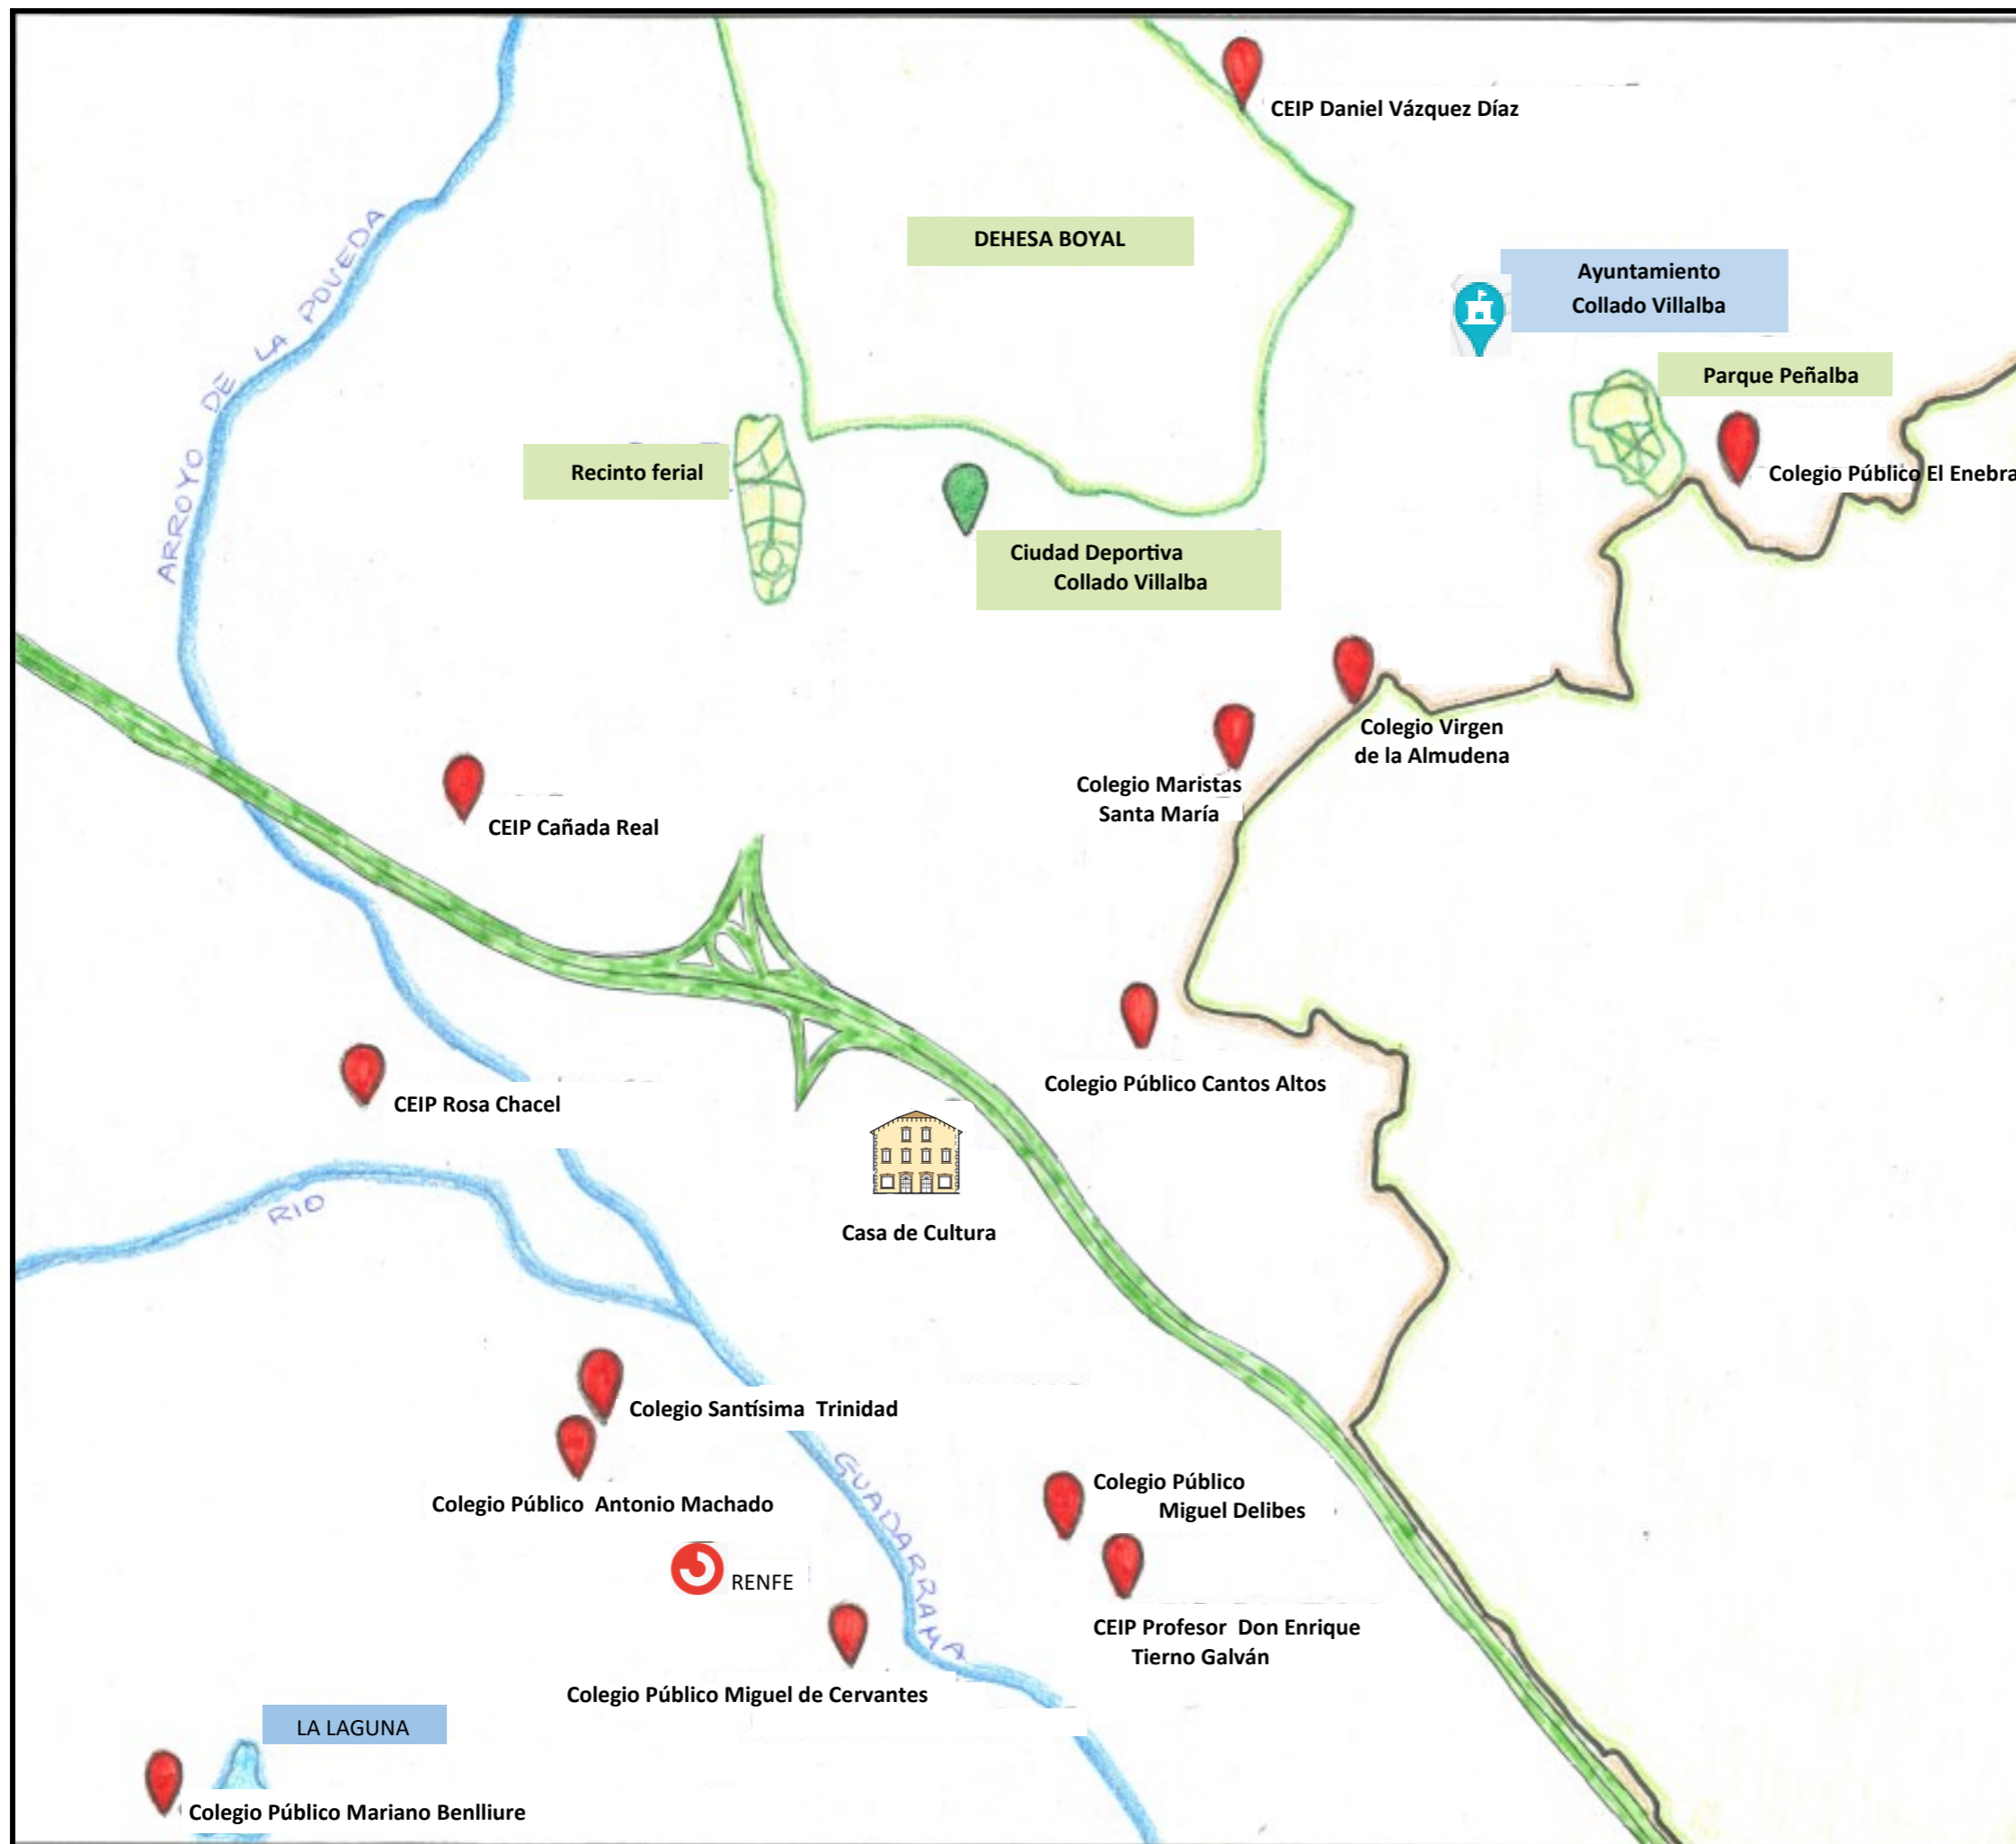 CEIP Daniel Vázquez Díaz
DEHESA BOYAL
Ayuntamiento
Collado Villalba
ARROYO DE LA POVEDA
Parque Peñalba
Recinto ferial
Colegio Público El Enebra
Ciudad Deportiva
Collado Villalba
Colegio Virgen
de la Almudena
Colegio Maristas
Santa María
CEIP Cañada Real
Colegio Público Cantos Altos
CEIP Rosa Chacel
RIO
Casa de Cultura
Colegio Santísima Trinidad
GUADARRAMA
Colegio Público Antonio Machado
Colegio Público
Miguel Delibes
RENFE
CEIP Profesor Don Enrique
Tierno Galván
Colegio Público Miguel de Cervantes
LA LAGUNA
Colegio Público Mariano Benlliure